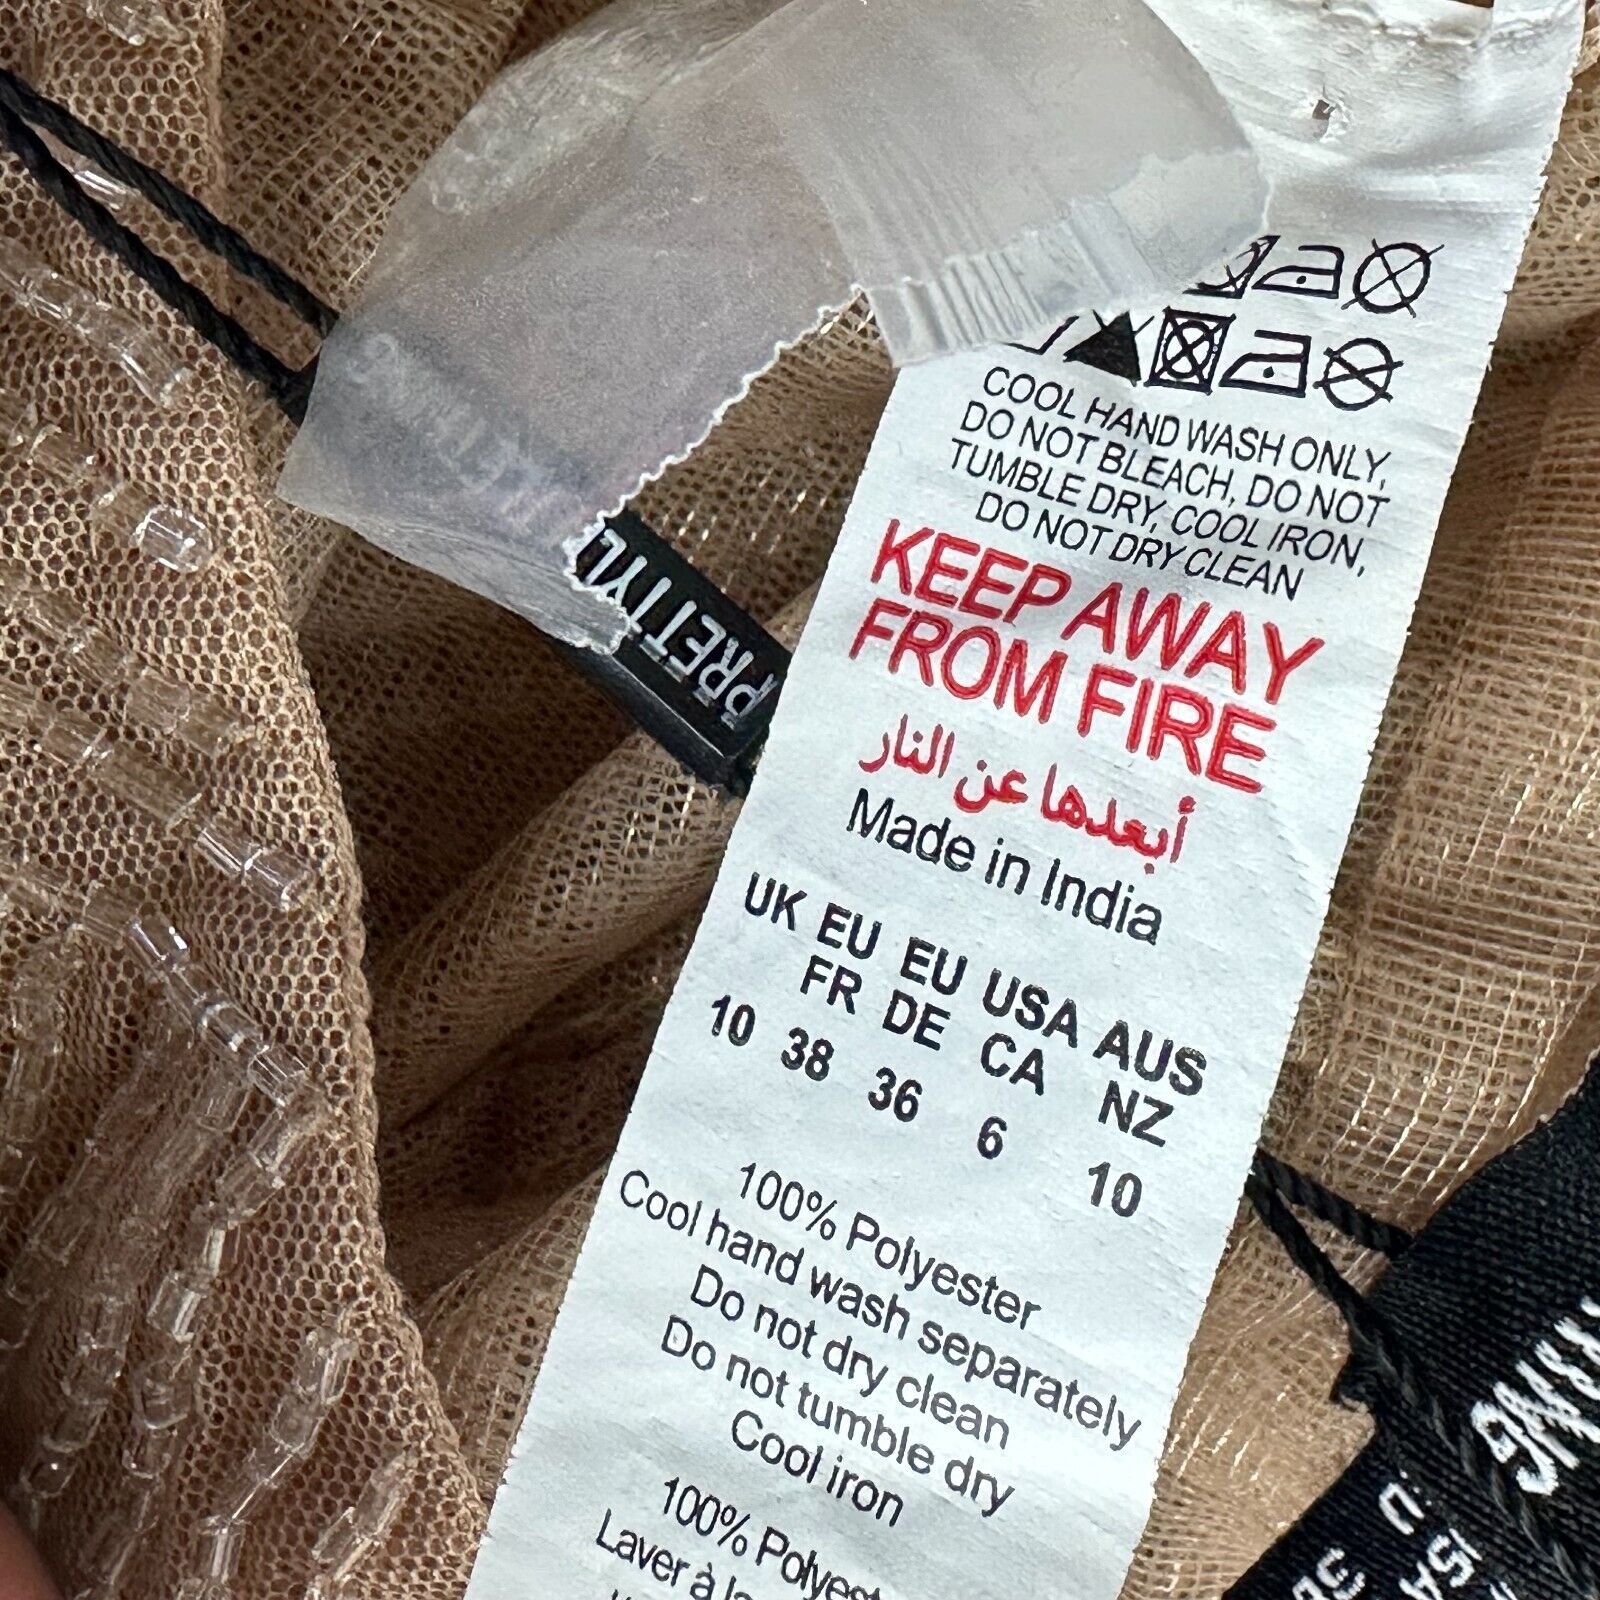 COOL HAND WASH ONLY,
DO NOT BLEACH, DO NOT
TUMBLE DRY, COOL IRON,
DO NOT DRY CLEAN
KEEP AWAY
FROM FIRE
أبعدها عن النار
Made in India
UK EU EU USA AUS
FR DE CA NZ
10 38 36 6 10
100% Polyester
Cool hand wash separately
Do not dry clean
Do not tumble dry
Cool iron
100% Polyest
Laver à la
PRETTYL